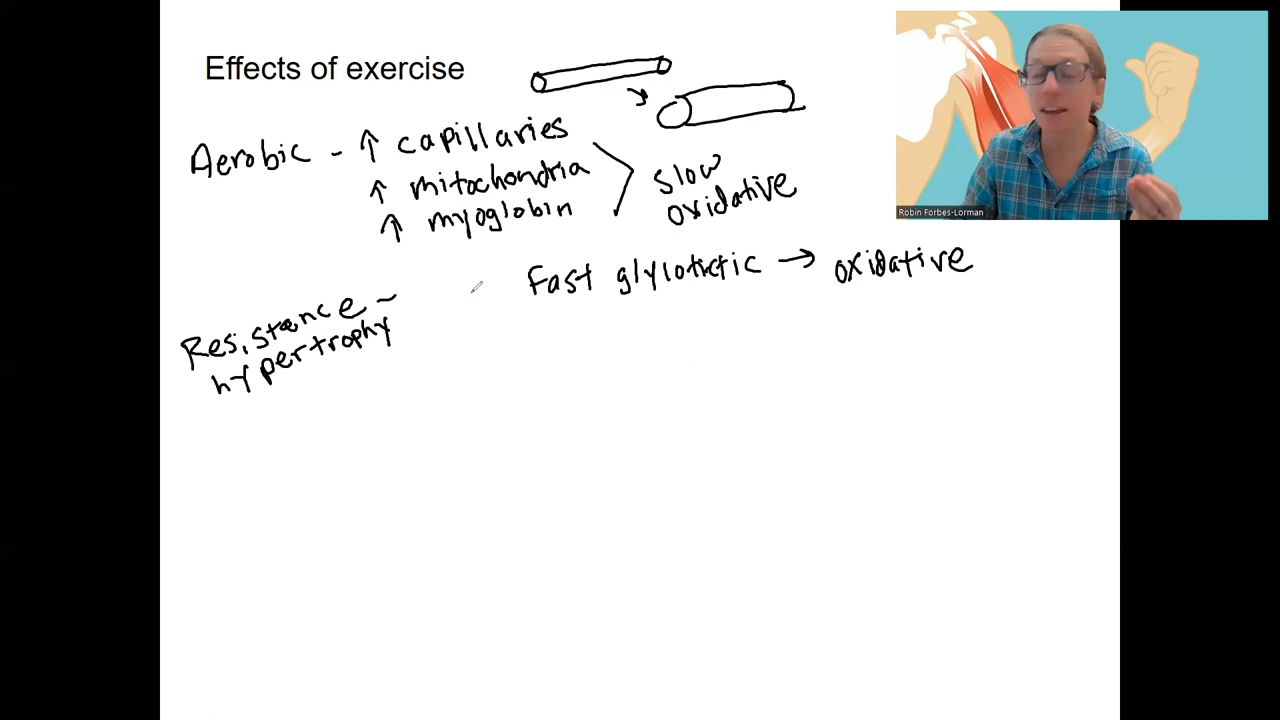 Effects of exercise
Aerobic - ↑ capillaries
↑ mitochondria
↑ myoglobin
slow
oxidative
Fast glylotictic → oxidative
Resistance -
hypertrophy
Robin Forbes-Lorman